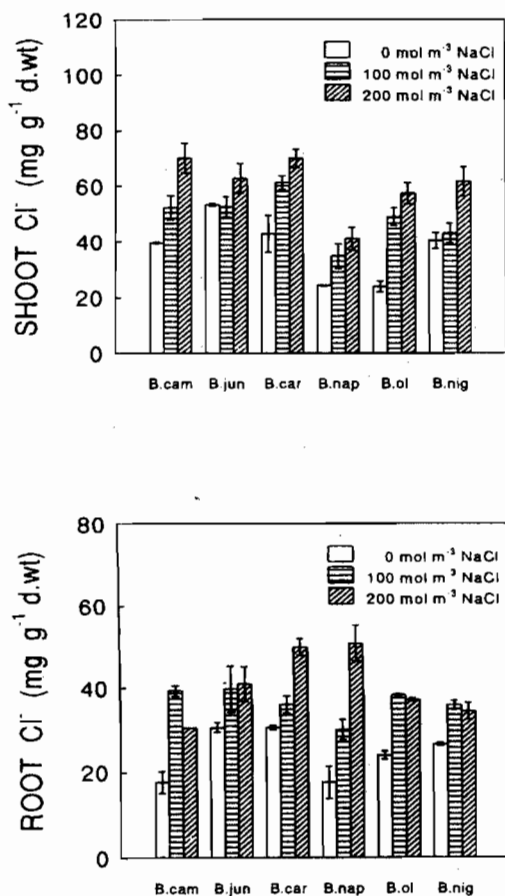 120
100
80
60
40
20
0
SHOOT Cl⁻ (mg g⁻¹ d.wt)
0 mol m⁻³ NaCl
100 mol m⁻³ NaCl
200 mol m⁻³ NaCl
B.cam B.jun B.car B.nap B.ol B.nig
80
60
40
20
0
ROOT Cl⁻ (mg g⁻¹ d.wt)
0 mol m⁻³ NaCl
100 mol m⁻³ NaCl
200 mol m⁻³ NaCl
B.cam B.jun B.car B.nap B.ol B.nig